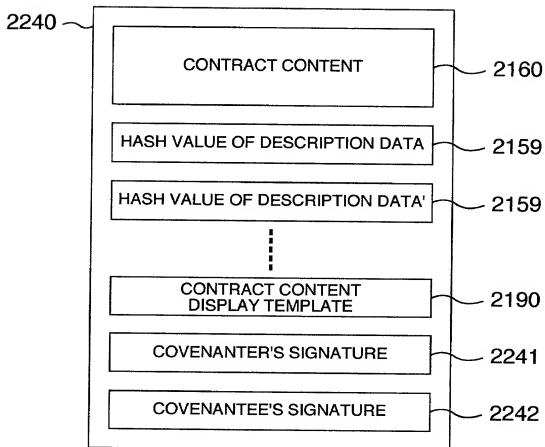 2240
CONTRACT CONTENT
2160
HASH VALUE OF DESCRIPTION DATA
2159
HASH VALUE OF DESCRIPTION DATA'
2159
CONTRACT CONTENT
DISPLAY TEMPLATE
2190
COVENANTER'S SIGNATURE
2241
COVENANTEE'S SIGNATURE
2242